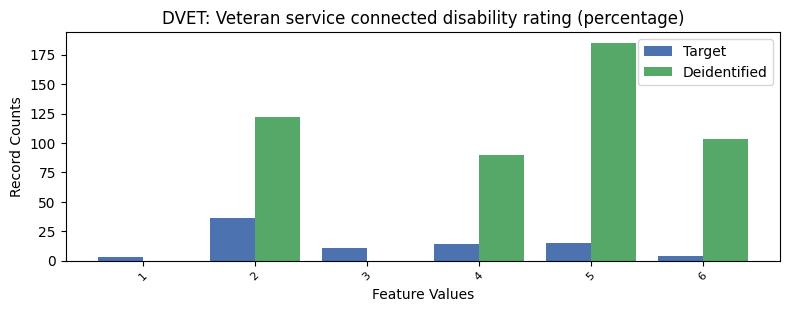 DVET: Veteran service connected disability rating (percentage)
Target
Deidentified
Record Counts
175
150
125
100
75
50
25
0
1 2 3 4 5 6
Feature Values